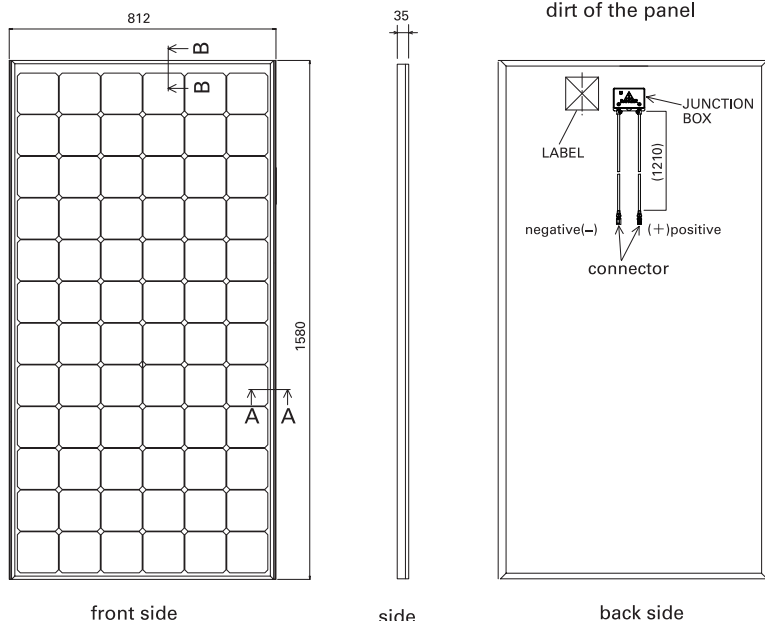 dirt of the panel
812
35
B
B
LABEL
JUNCTION
BOX
(1210)
negative(–)
(+)positive
connector
1580
A
A
front side
side
back side